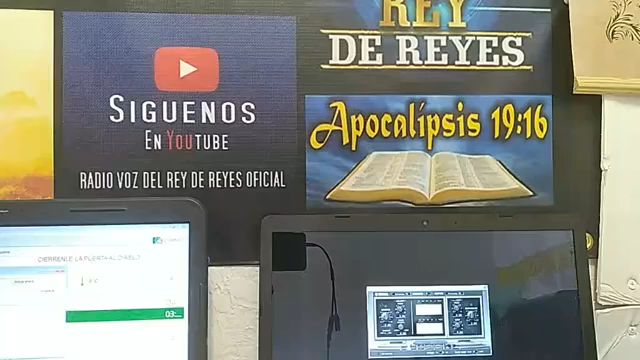 REY
DE REYES
SIGUENOS
EN YOUTUBE
RADIO VOZ DEL REY DE REYES OFICIAL
Apocalípsis 19:16
CIERRENLE LA PUERTA AL DIABLO